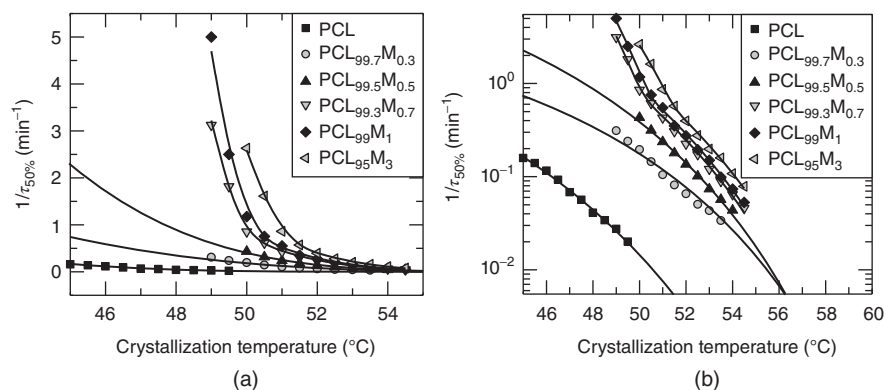 5
4
3
2
1
0
1/τ50% (min−1)
46 48 50 52 54
Crystallization temperature (°C)
PCL
PCL99.7M0.3
PCL99.5M0.5
PCL99.3M0.7
PCL99M1
PCL95M3
(a)
10^0
10^−1
10^−2
1/τ50% (min−1)
46 48 50 52 54 56 58 60
Crystallization temperature (°C)
PCL
PCL99.7M0.3
PCL99.5M0.5
PCL99.3M0.7
PCL99M1
PCL95M3
(b)